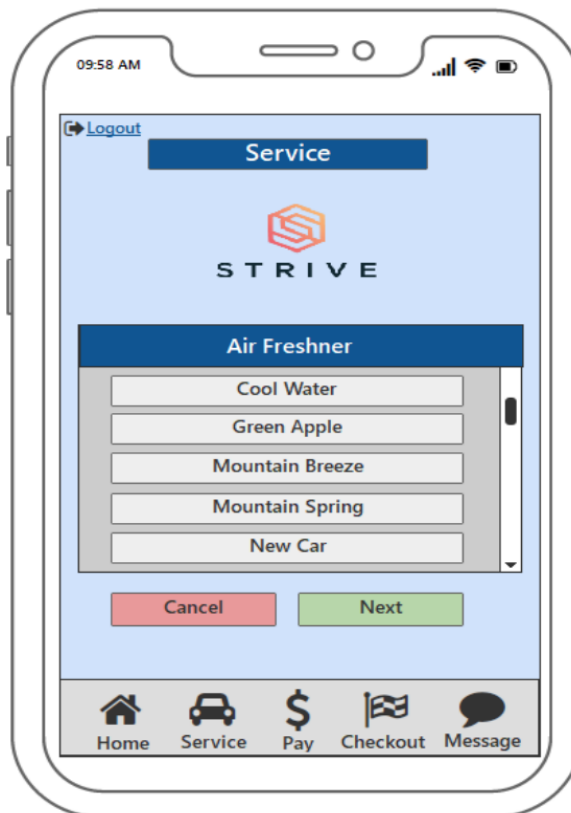 09:58 AM
Logout
Service
STRIVE
Air Freshner
Cool Water
Green Apple
Mountain Breeze
Mountain Spring
New Car
Cancel Next
Home Service Pay Checkout Message